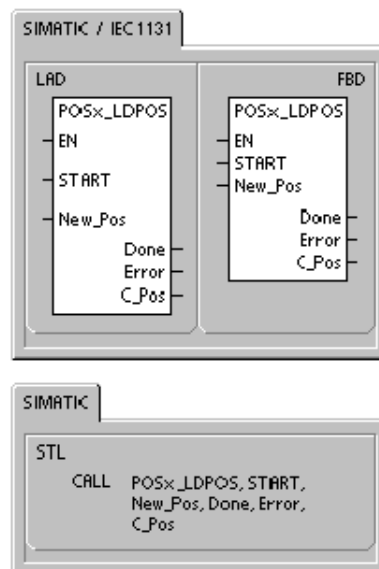 SIMATIC / IEC 1131
LAD
POSx_LDPOS
EN
START
New_Pos
Done
Error
C_Pos
FBD
POSx_LDPOS
EN
START
New_Pos
Done
Error
C_Pos
SIMATIC
STL
CALL POSx_LDPOS, START,
New_Pos, Done, Error,
C_Pos